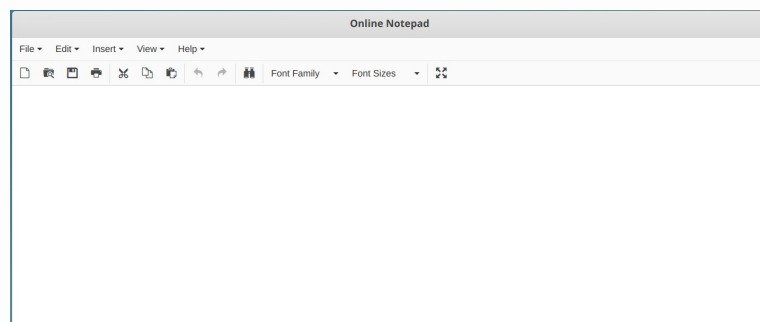 Online Notepad
File Edit Insert View Help
Font Family Font Sizes